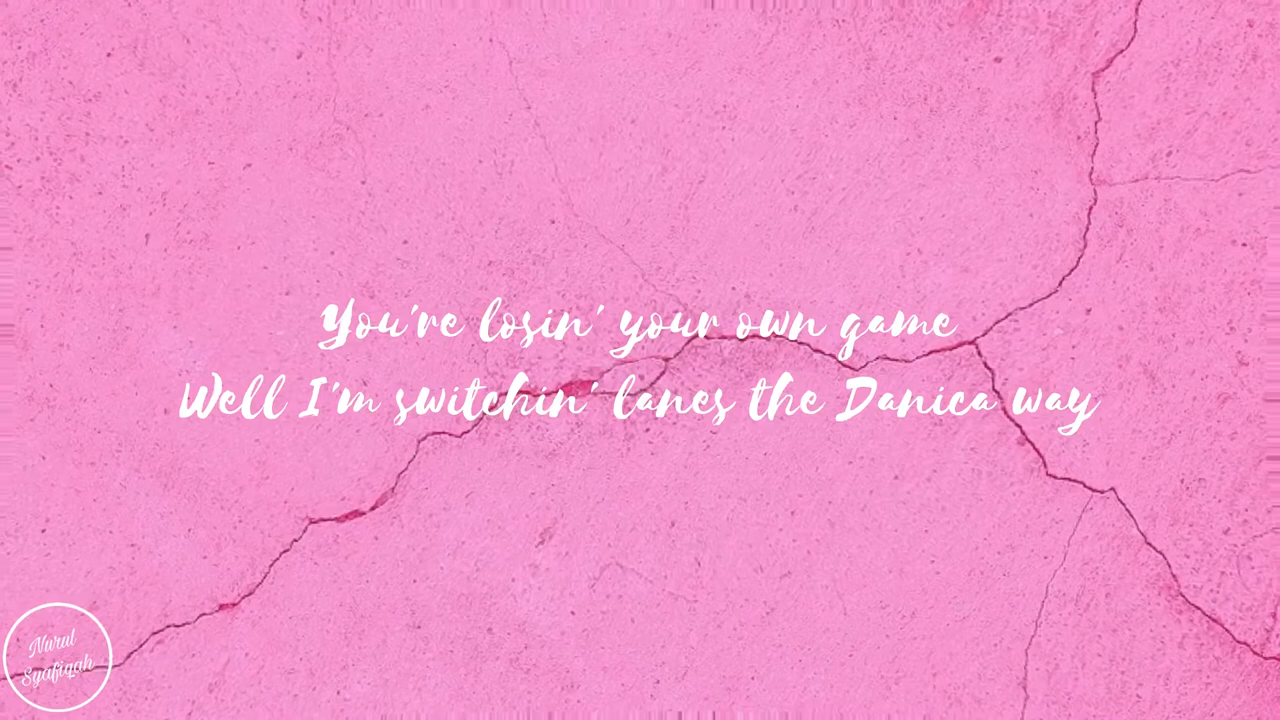 You're losin' your own game
Well I'm switchin' lanes the Danica way
Nurul
Syafiqah